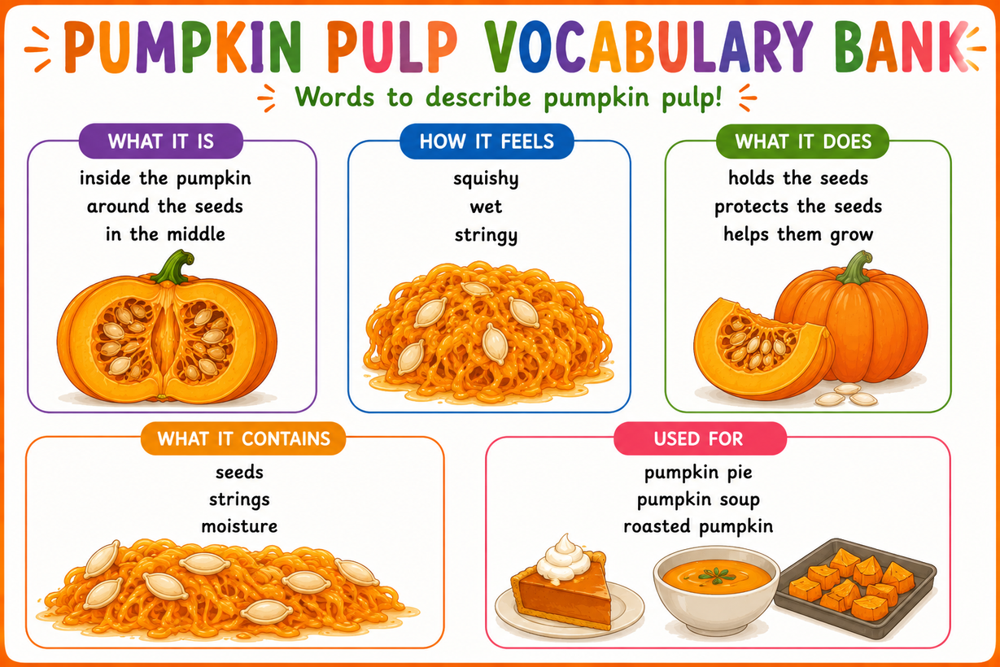 PUMPKIN PULP VOCABULARY BANK
Words to describe pumpkin pulp!
WHAT IT IS
inside the pumpkin
around the seeds
in the middle
HOW IT FEELS
squishy
wet
stringy
WHAT IT DOES
holds the seeds
protects the seeds
helps them grow
WHAT IT CONTAINS
seeds
strings
moisture
USED FOR
pumpkin pie
pumpkin soup
roasted pumpkin